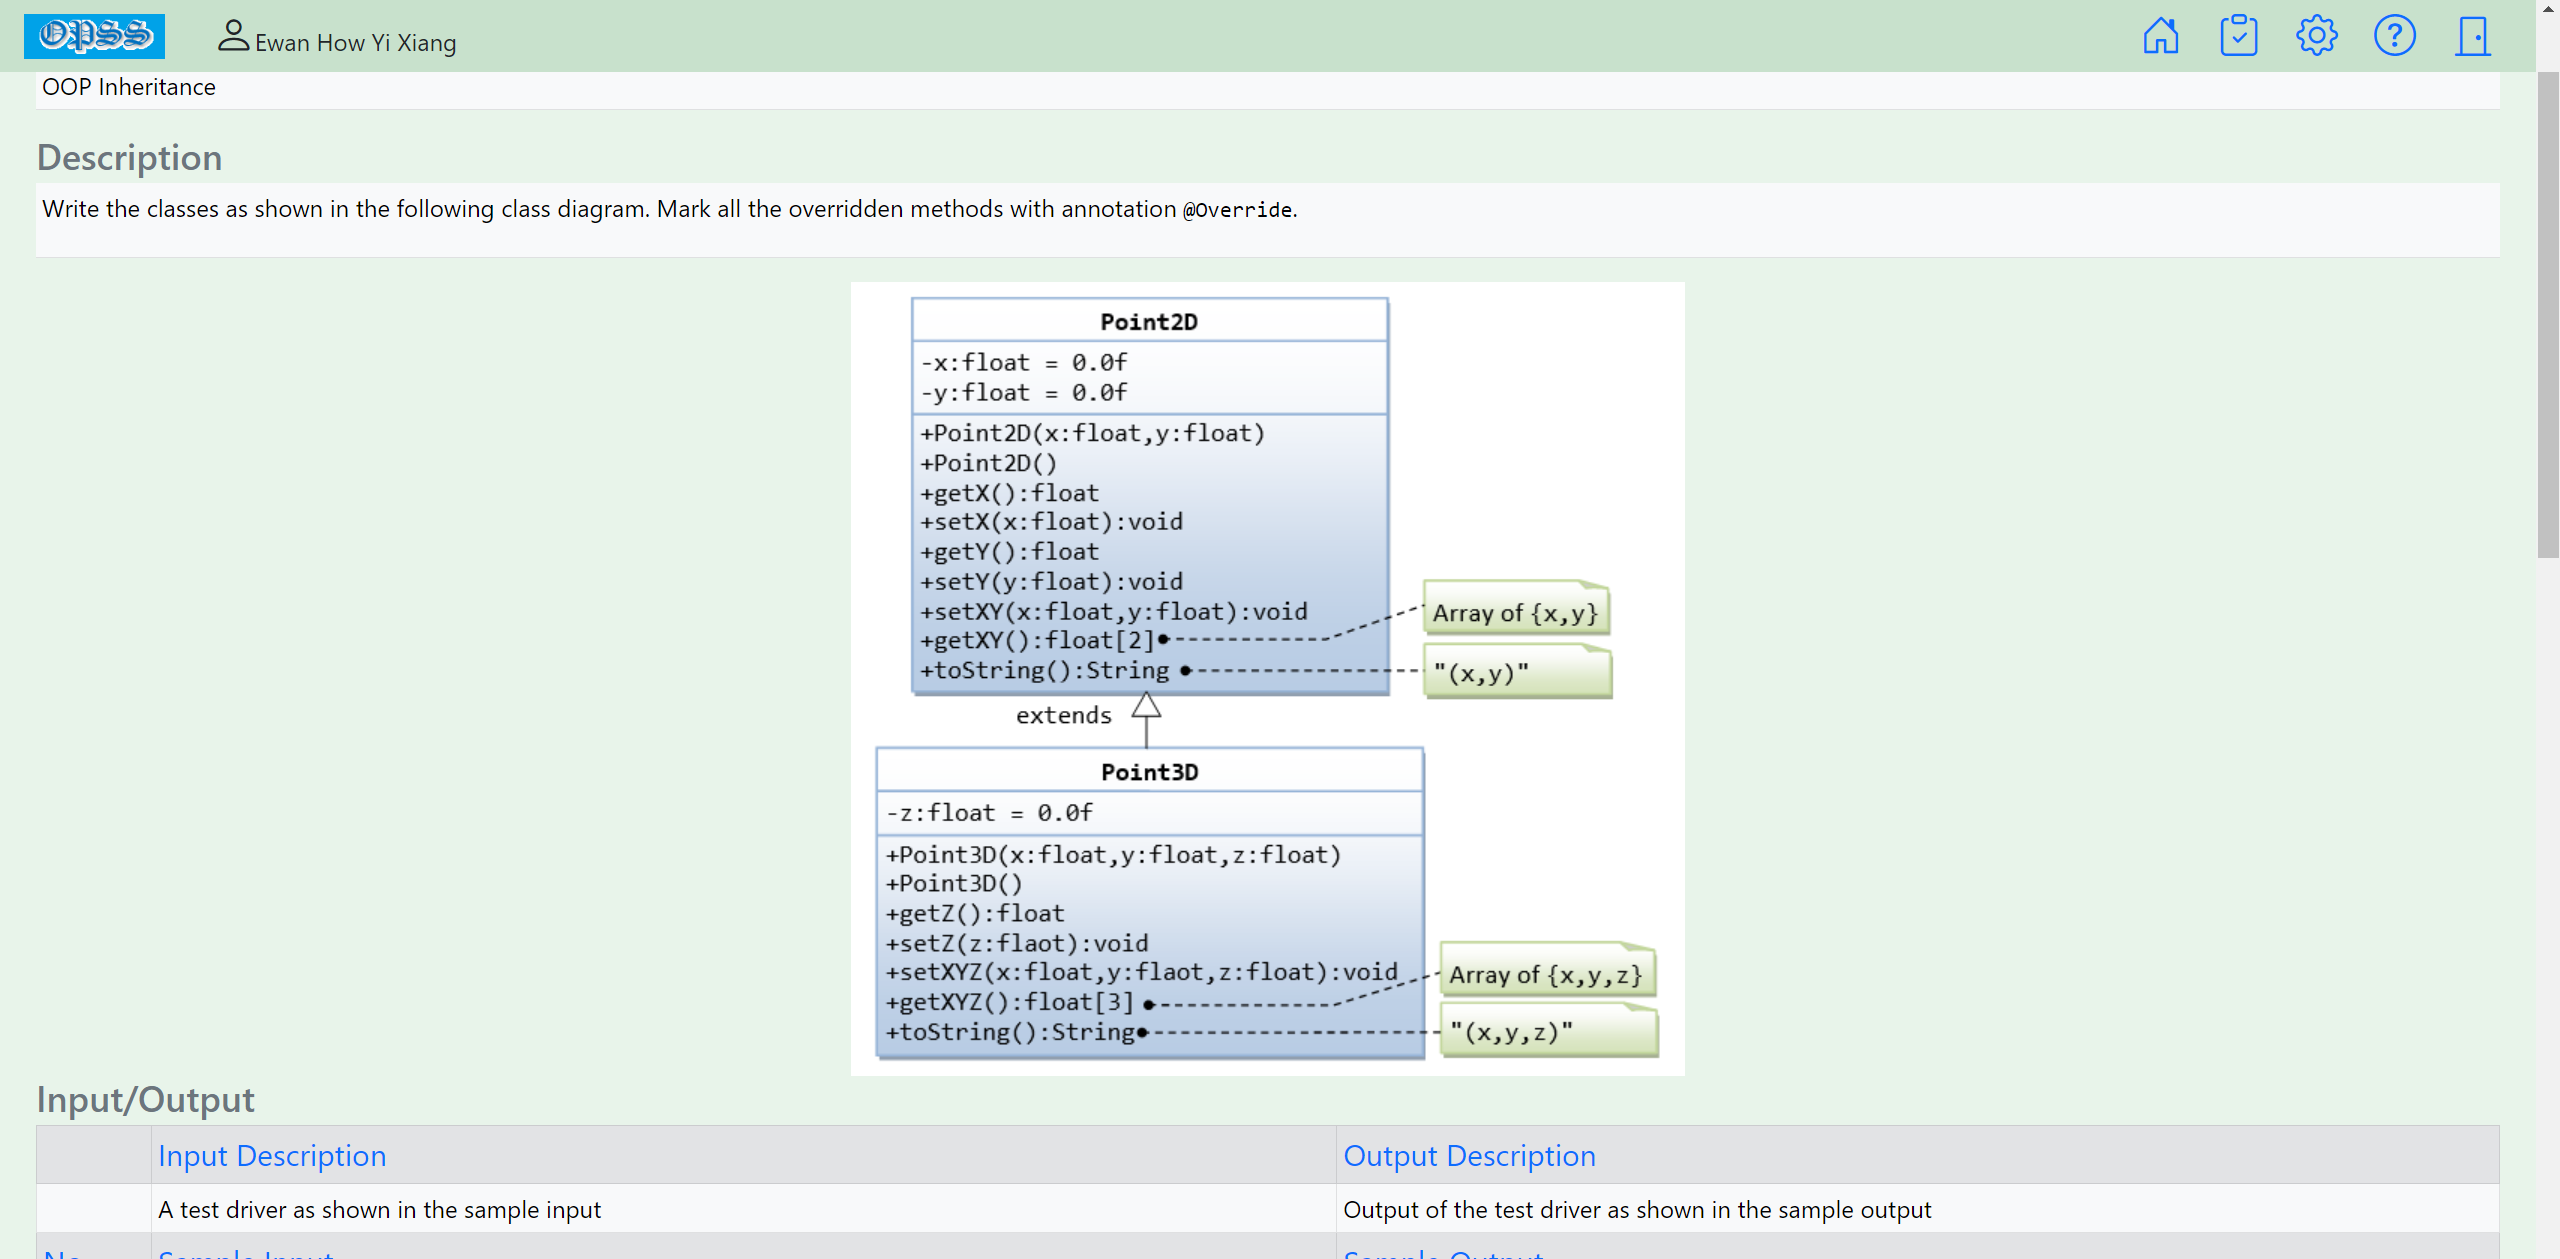 OPSS
Ewan How Yi Xiang
OOP Inheritance
Description
Write the classes as shown in the following class diagram. Mark all the overridden methods with annotation @Override.
Point2D
-x:float = 0.0f
-y:float = 0.0f
+Point2D(x:float,y:float)
+Point2D()
+getX():float
+setX(x:float):void
+getY():float
+setY(y:float):void
+setXY(x:float,y:float):void
+getXY():float[2]
+toString():String
Array of {x,y}
"(x,y)"
extends
Point3D
-z:float = 0.0f
+Point3D(x:float,y:float,z:float)
+Point3D()
+getZ():float
+setZ(z:flaot):void
+setXYZ(x:float,y:flaot,z:float):void
+getXYZ():float[3]
+toString():String
Array of {x,y,z}
"(x,y,z)"
Input/Output
Input Description Output Description
A test driver as shown in the sample input Output of the test driver as shown in the sample output
No Sample Input Sample Output